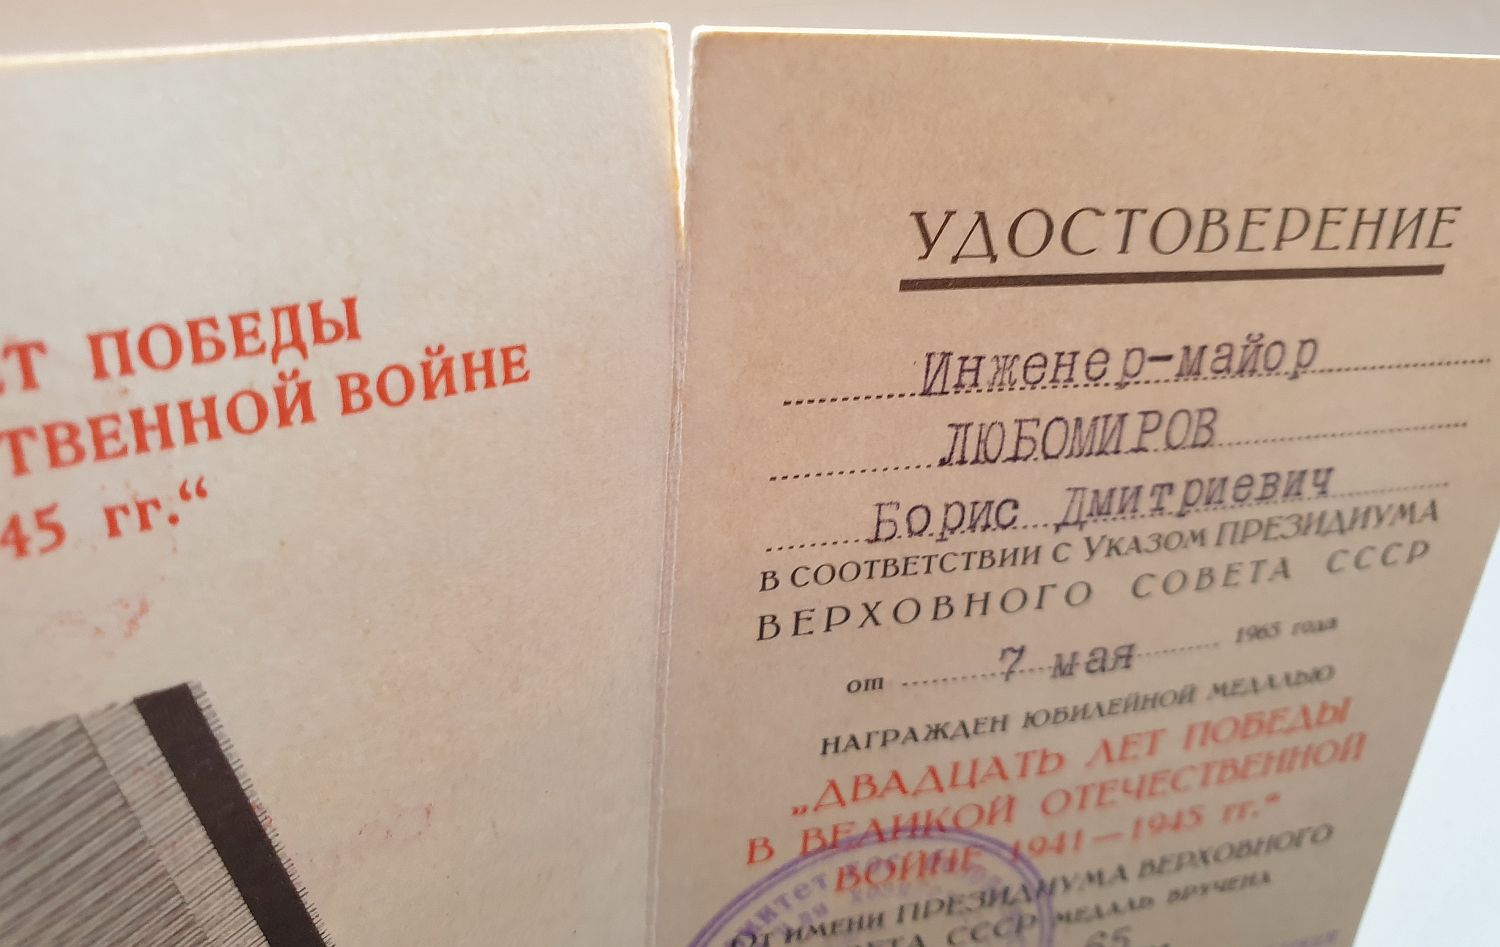 ЕТ ПОБЕДЫ
ТВЕННОЙ ВОЙНЕ
45 гг.“
УДОСТОВЕРЕНИЕ
Инженер-майор
ЛЮБОМИРОВ
Борис Дмитриевич
В СООТВЕТСТВИИ С УКАЗОМ ПРЕЗИДИУМА
ВЕРХОВНОГО СОВЕТА СССР
от 7 мая 1965 года
НАГРАЖДЕН ЮБИЛЕЙНОЙ МЕДАЛЬЮ
„ДВАДЦАТЬ ЛЕТ ПОБЕДЫ
В ВЕЛИКОЙ ОТЕЧЕСТВЕННОЙ
ВОЙНЕ 1941—1945 гг.“
ОТ ИМЕНИ ПРЕЗИДИУМА ВЕРХОВНОГО
СОВЕТА СССР МЕДАЛЬ ВРУЧЕНА
65